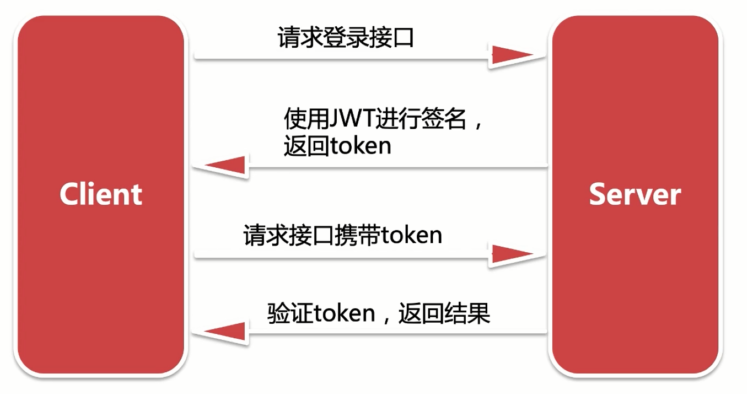 请求登录接口
使用JWT进行签名，
返回token
Client
Server
请求接口携带token
验证token，返回结果